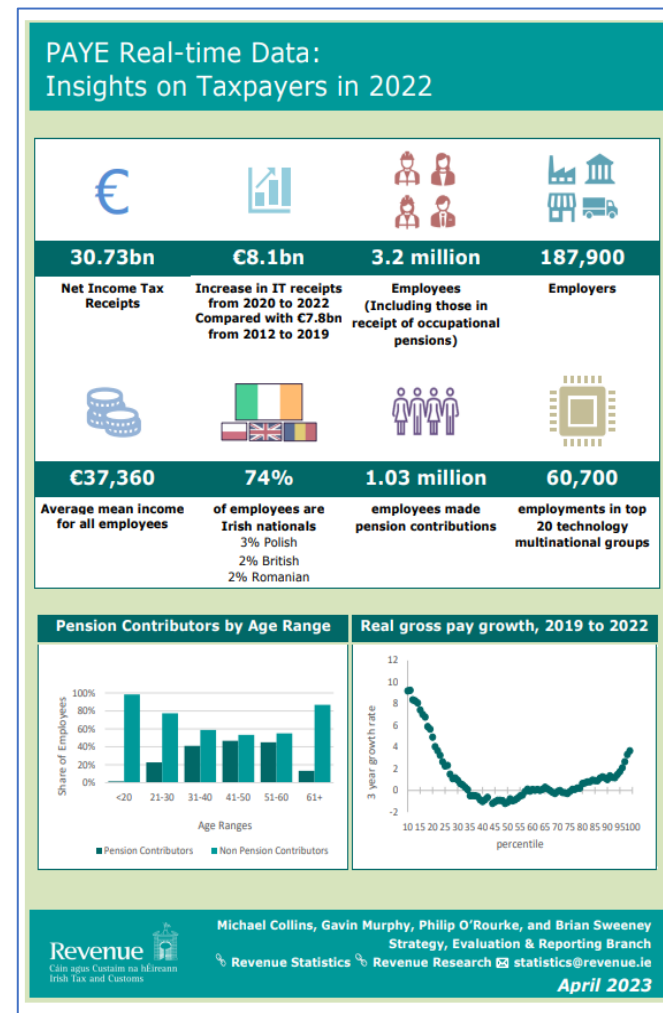 PAYE Real-time Data:
Insights on Taxpayers in 2022
€
30.73bn
Net Income Tax
Receipts
€8.1bn
Increase in IT receipts
from 2020 to 2022
Compared with €7.8bn
from 2012 to 2019
3.2 million
Employees
(Including those in
receipt of occupational
pensions)
187,900
Employers
€37,360
Average mean income
for all employees
74%
of employees are
Irish nationals
3% Polish
2% British
2% Romanian
1.03 million
employees made
pension contributions
60,700
employments in top
20 technology
multinational groups
Pension Contributors by Age Range
Share of Employees
100%
80%
60%
40%
20%
0%
<20 21-30 31-40 41-50 51-60 61+
Age Ranges
Pension Contributors Non Pension Contributors
Real gross pay growth, 2019 to 2022
3 year growth rate
12
10
8
6
4
2
0
-2
10 15 20 25 30 35 40 45 50 55 60 65 70 75 80 85 90 95100
percentile
Revenue
Cáin agus Custaim na hÉireann
Irish Tax and Customs
Michael Collins, Gavin Murphy, Philip O'Rourke, and Brian Sweeney
Strategy, Evaluation & Reporting Branch
Revenue Statistics Revenue Research statistics@revenue.ie
April 2023